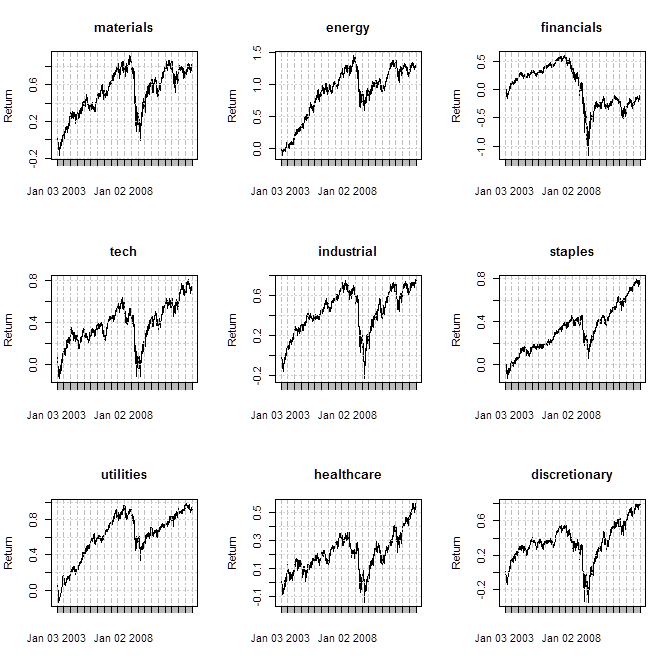 materials
energy
financials
Return
-0.2 0.2 0.6
Return
0.0 0.5 1.0 1.5
Return
-1.0 -0.5 0.0 0.5
Jan 03 2003 Jan 02 2008
Jan 03 2003 Jan 02 2008
Jan 03 2003 Jan 02 2008
tech
industrial
staples
Return
0.0 0.4 0.8
Return
-0.2 0.2 0.6
Return
0.0 0.4 0.8
Jan 03 2003 Jan 02 2008
Jan 03 2003 Jan 02 2008
Jan 03 2003 Jan 02 2008
utilities
healthcare
discretionary
Return
0.0 0.4 0.8
Return
-0.1 0.1 0.3 0.5
Return
-0.2 0.2 0.6
Jan 03 2003 Jan 02 2008
Jan 03 2003 Jan 02 2008
Jan 03 2003 Jan 02 2008